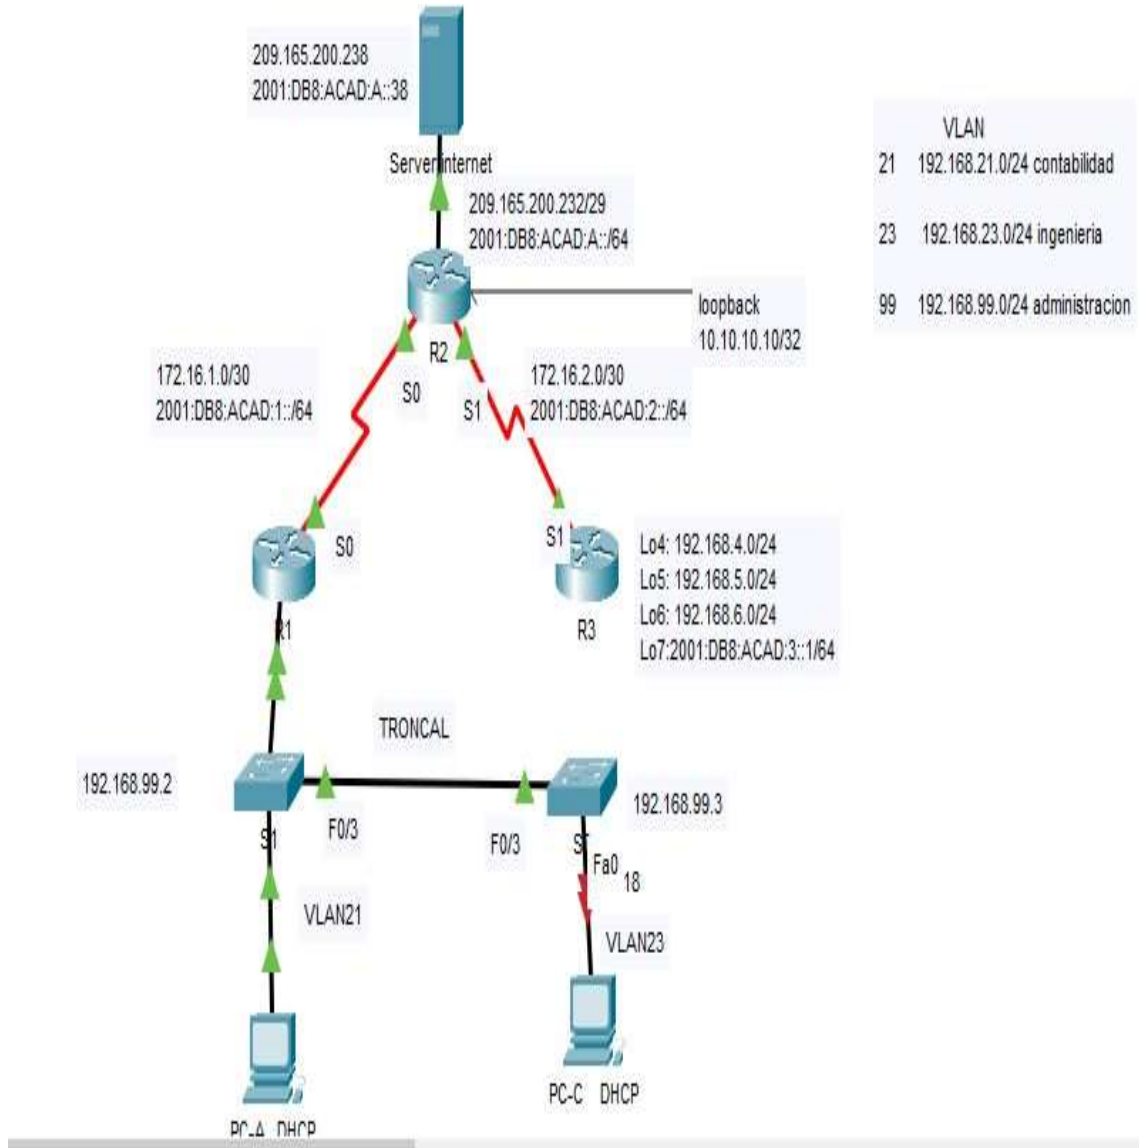 209.165.200.238
2001:DB8:ACAD:A::38
Server internet
209.165.200.232/29
2001:DB8:ACAD:A::/64
VLAN
21 192.168.21.0/24 contabilidad
23 192.168.23.0/24 ingenieria
99 192.168.99.0/24 administracion
loopback
10.10.10.10/32
R2
172.16.1.0/30
2001:DB8:ACAD:1::/64
S0
S1
172.16.2.0/30
2001:DB8:ACAD:2::/64
S0
R1
S1
R3
Lo4: 192.168.4.0/24
Lo5: 192.168.5.0/24
Lo6: 192.168.6.0/24
Lo7:2001:DB8:ACAD:3::1/64
TRONCAL
192.168.99.2
S1
F0/3
F0/3
192.168.99.3
Fa0
18
VLAN21
VLAN23
PC-C DHCP
PC-A DHCP